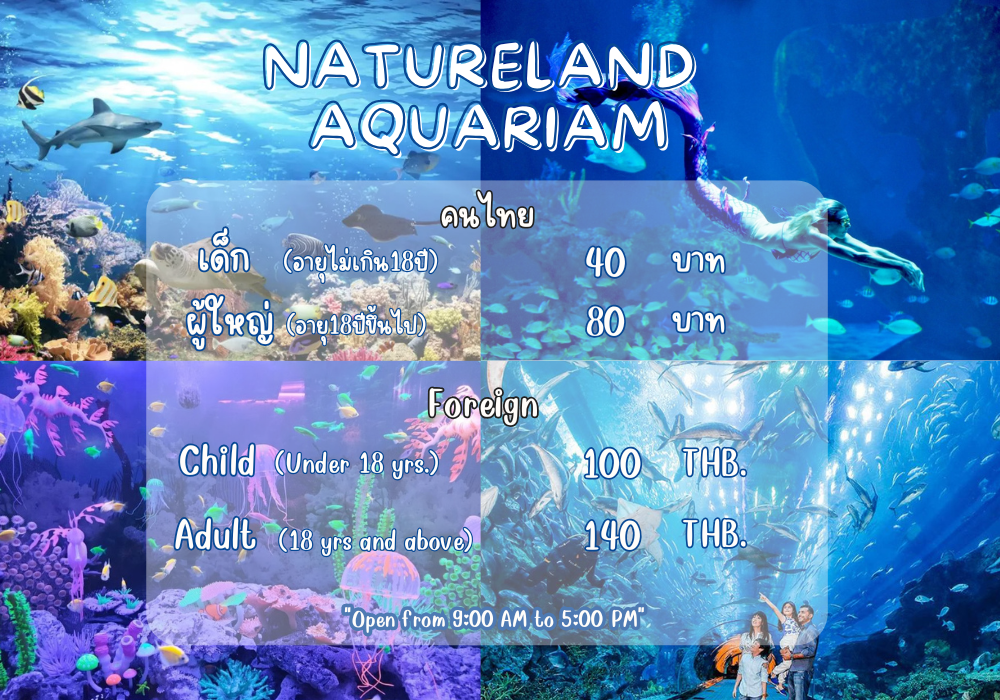 NATURELAND
AQUARIAM
คนไทย
เด็ก (อายุไม่เกิน18ปี) 40 บาท
ผู้ใหญ่ (อายุ18ปีขึ้นไป) 80 บาท
Foreign
Child (Under 18 yrs.) 100 THB.
Adult (18 yrs and above) 140 THB.
"Open from 9:00 AM to 5:00 PM"